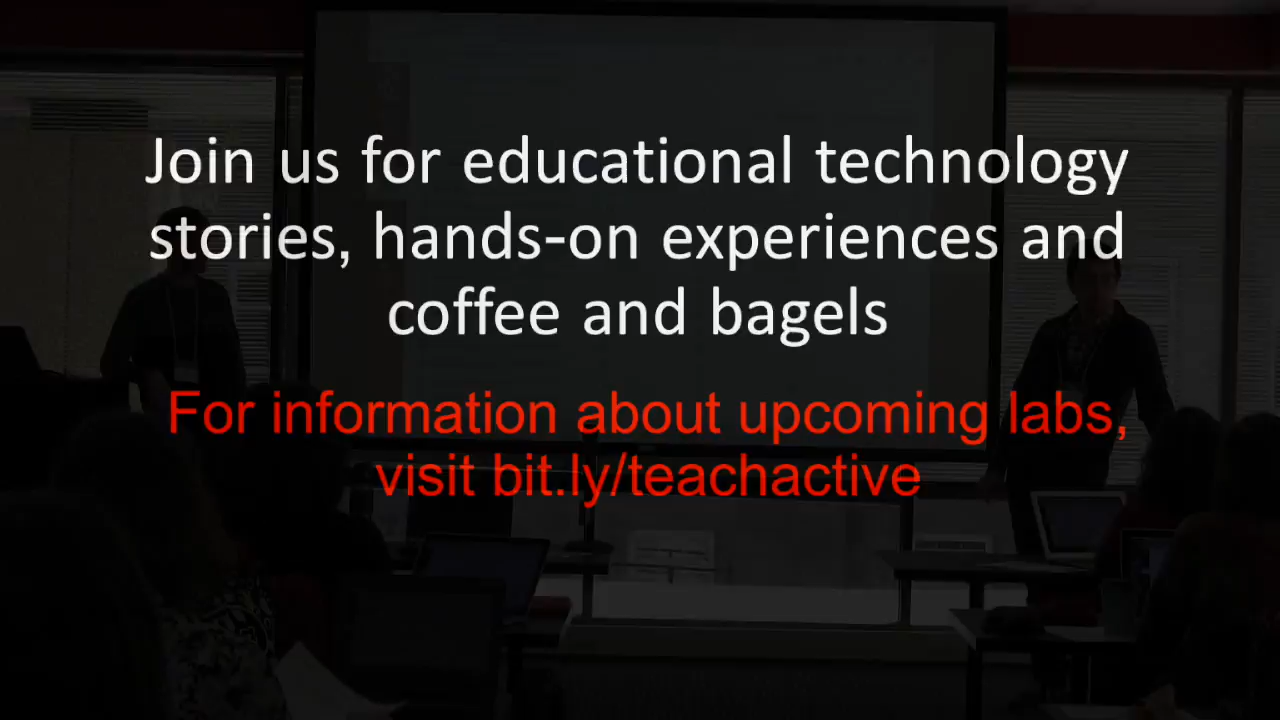 Join us for educational technology
stories, hands-on experiences and
coffee and bagels
For information about upcoming labs,
visit bit.ly/teachactive